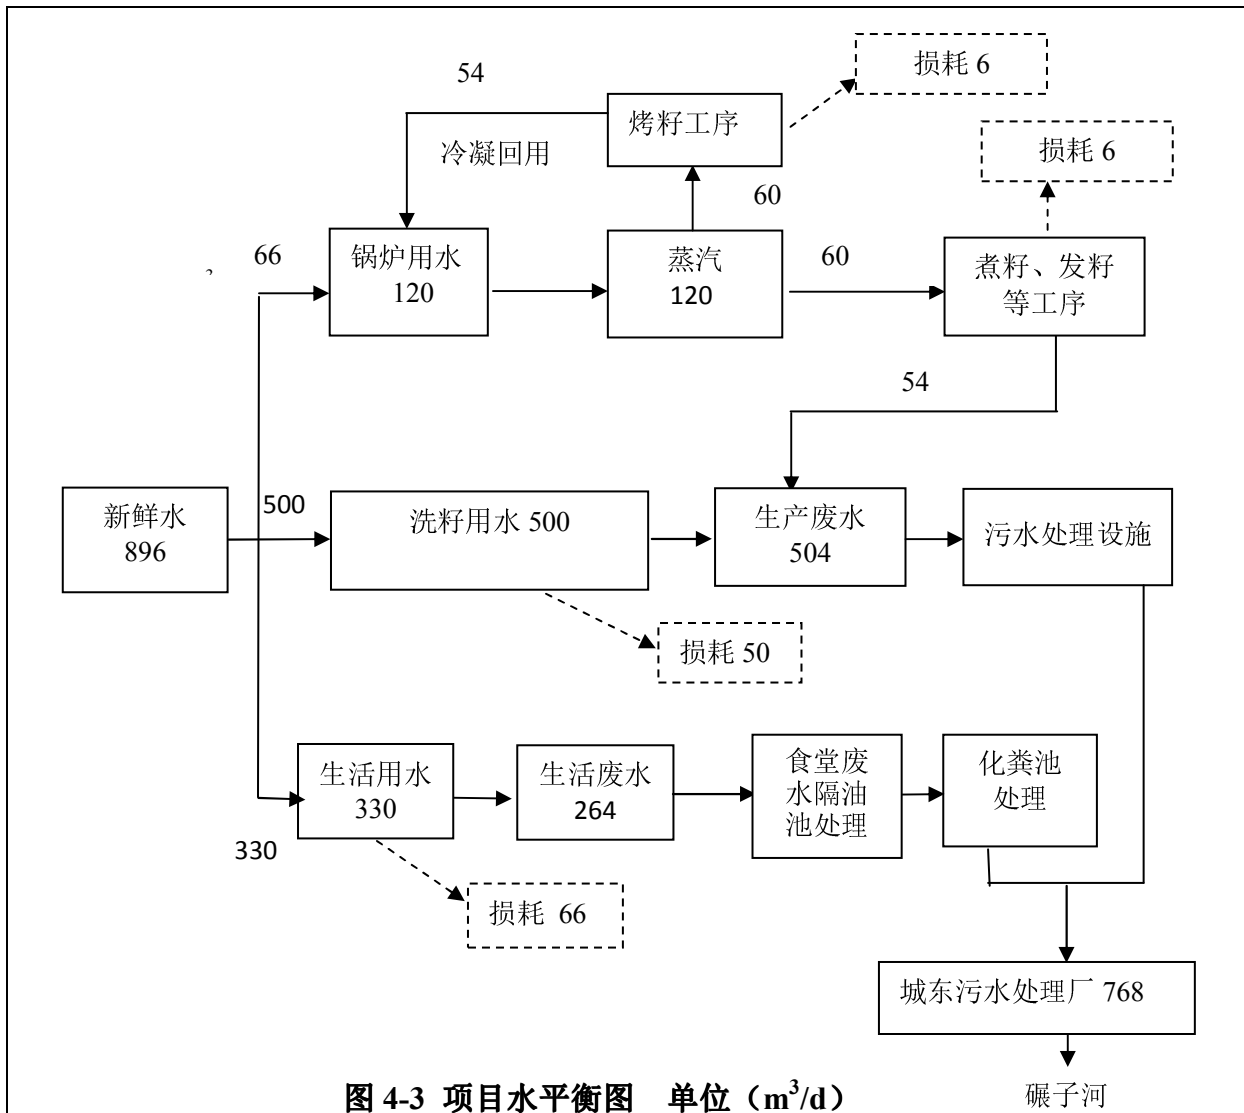 损耗 6
54
烤籽工序
损耗 6
冷凝回用
60
66
锅炉用水
120
蒸汽
120
60
煮籽、发籽
等工序
54
新鲜水
896
500
洗籽用水 500
生产废水
504
污水处理设施
损耗 50
生活用水
330
生活废水
264
食堂废
水隔油
池处理
化粪池
处理
330
损耗 66
城东污水处理厂 768
碾子河
图 4-3 项目水平衡图 单位（m³/d）